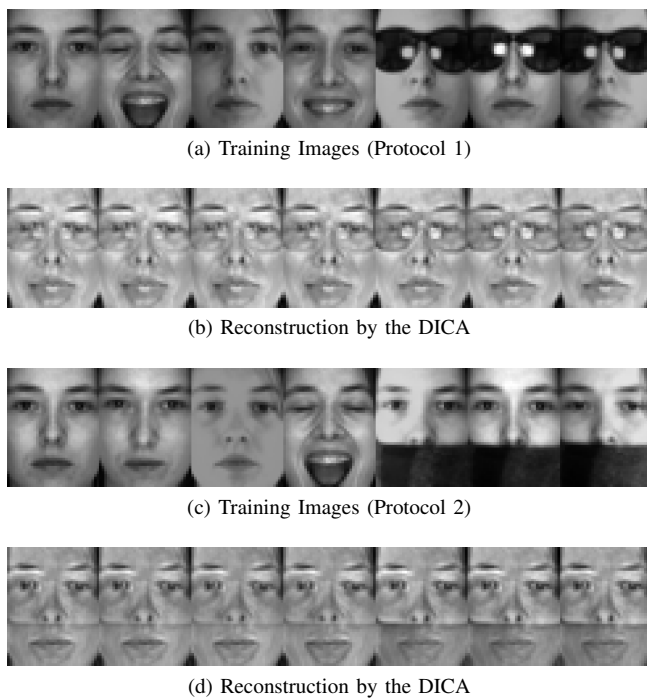 (a) Training Images (Protocol 1)
(b) Reconstruction by the DICA
(c) Training Images (Protocol 2)
(d) Reconstruction by the DICA